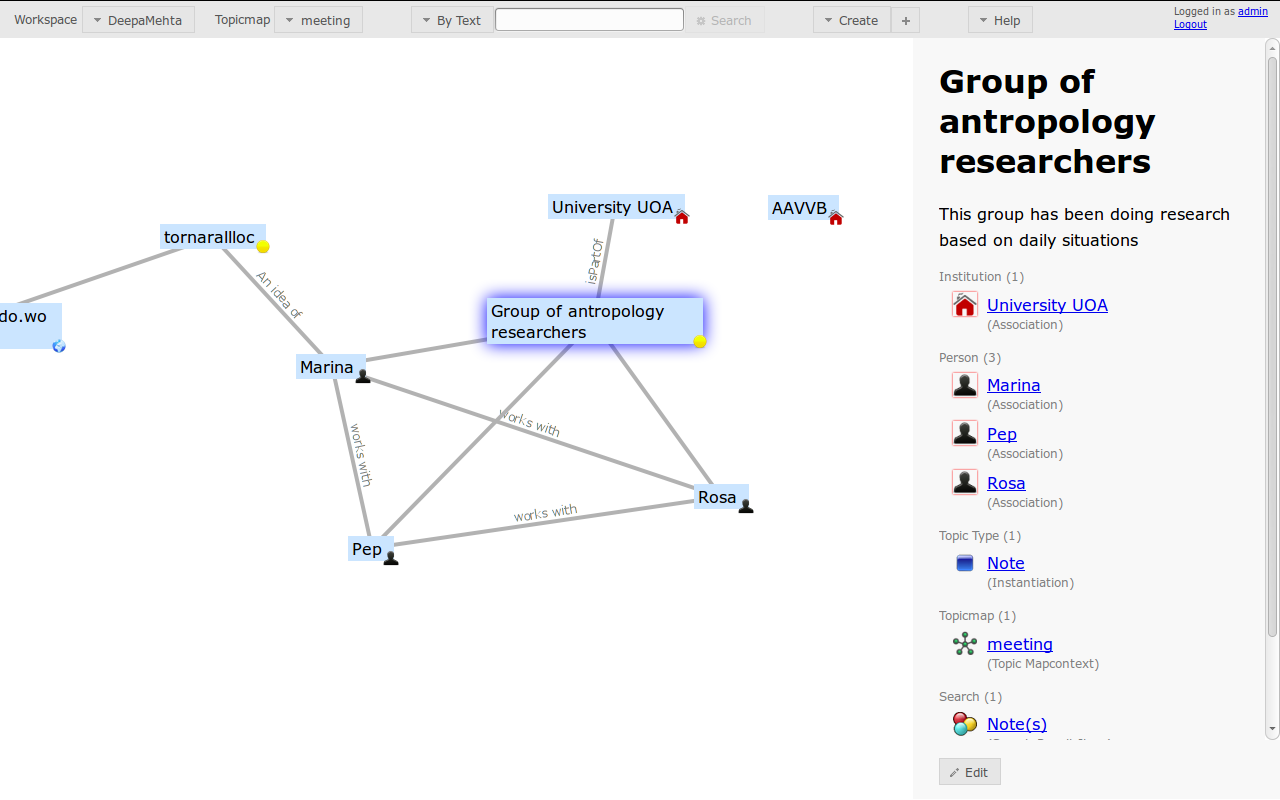 Workspace DeepaMehta Topicmap meeting By Text Search Create + Help
Logged in as admin
Logout
University UOA
AAVVB
tornarallloc
isPartOf
An idea of
do.wo
Group of antropology
researchers
Marina
works with
works with
Rosa
works with
Pep
Group of
antropology
researchers
This group has been doing research
based on daily situations
Institution (1)
University UOA
(Association)
Person (3)
Marina
(Association)
Pep
(Association)
Rosa
(Association)
Topic Type (1)
Note
(Instantiation)
Topicmap (1)
meeting
(Topic Mapcontext)
Search (1)
Note(s)
Edit